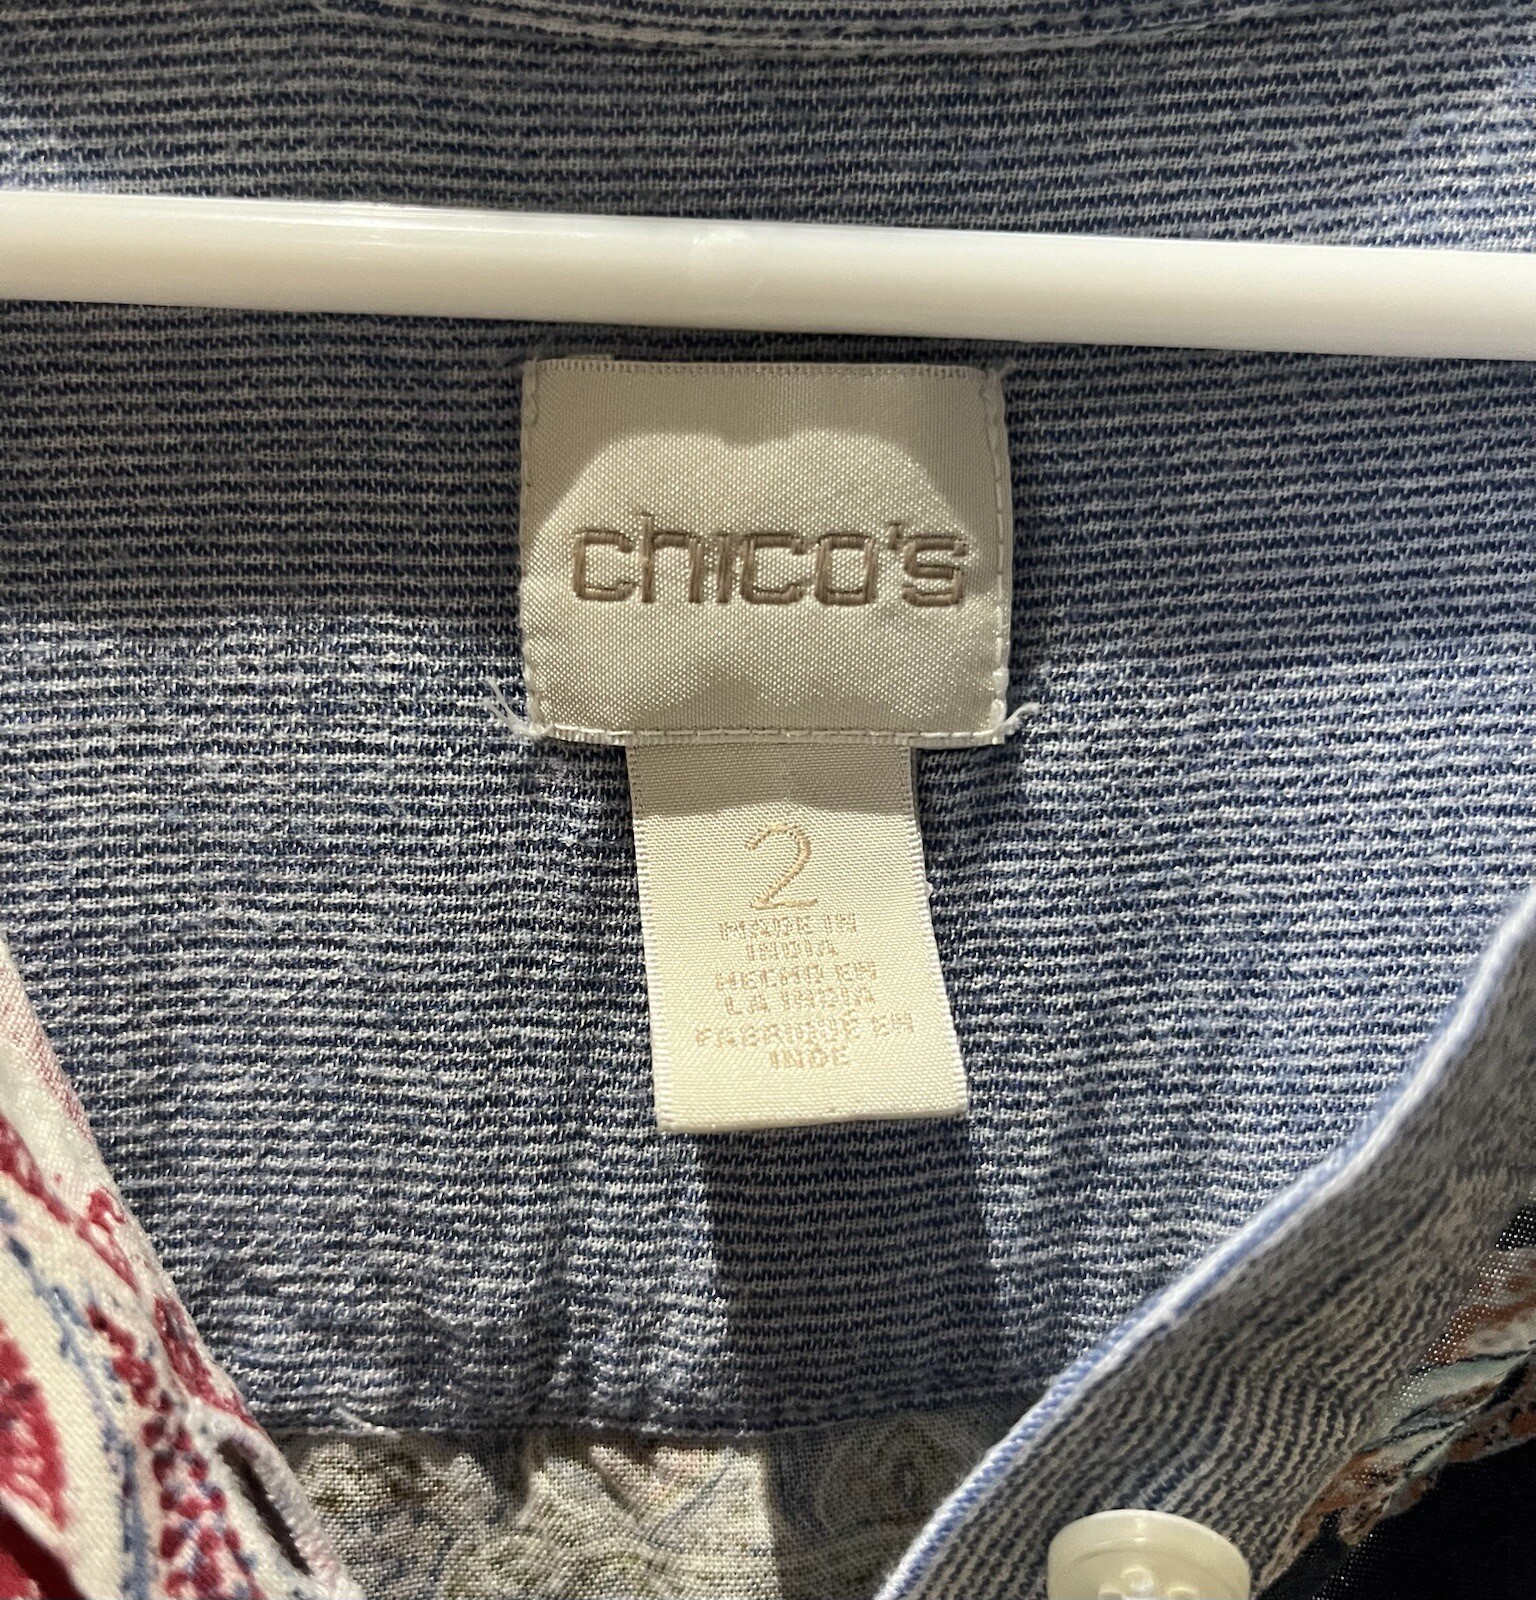 chico's
2
MADE IN
INDIA
HECHO EN
LA INDIA
FABRIQUÉ EN
INDE